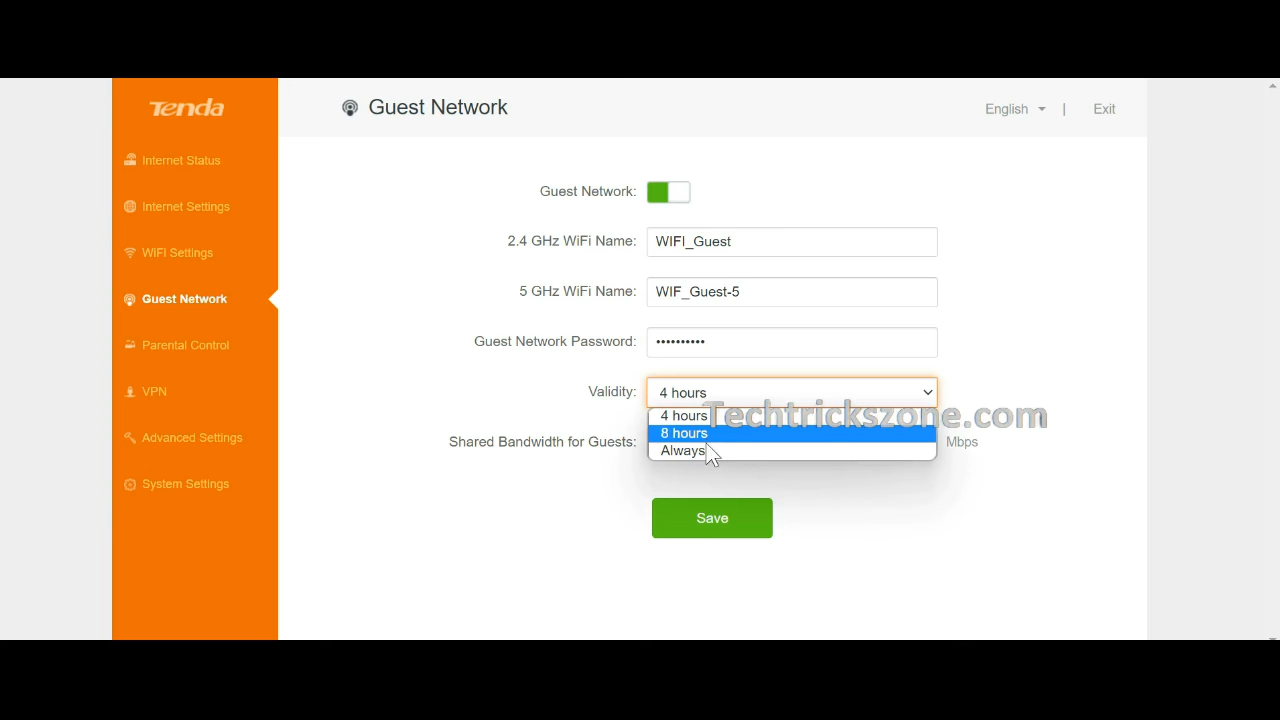 Tenda
Guest Network
English | Exit
Internet Status
Internet Settings
WiFi Settings
Guest Network
Parental Control
VPN
Advanced Settings
System Settings
Guest Network:
2.4 GHz WiFi Name: WIFI_Guest
5 GHz WiFi Name: WIF_Guest-5
Guest Network Password: ••••••••••
Validity: 4 hours
4 hours
8 hours
Always
Techtrickszone.com
Shared Bandwidth for Guests: Mbps
Save